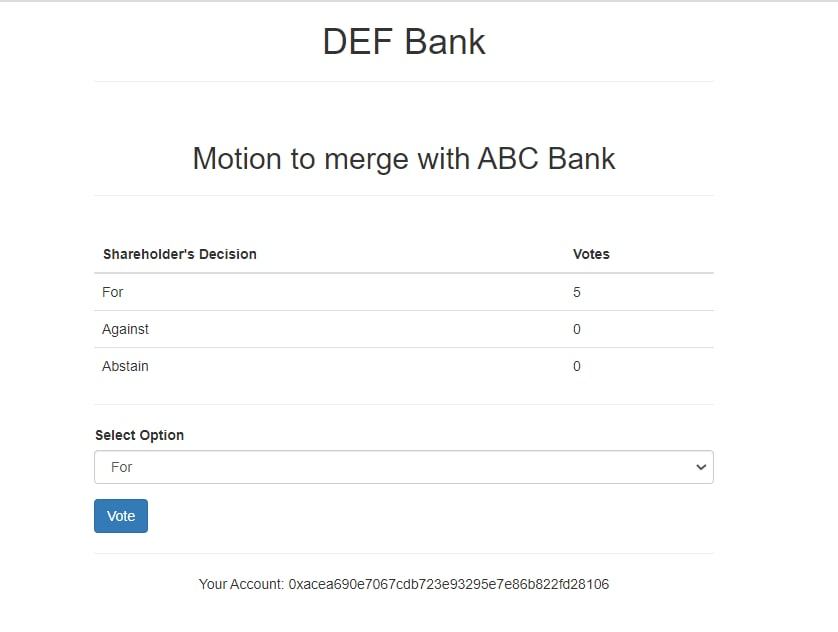 DEF Bank
Motion to merge with ABC Bank
Shareholder's Decision Votes
For 5
Against 0
Abstain 0
Select Option
For
Vote
Your Account: 0xacea690e7067cdb723e93295e7e86b822fd28106